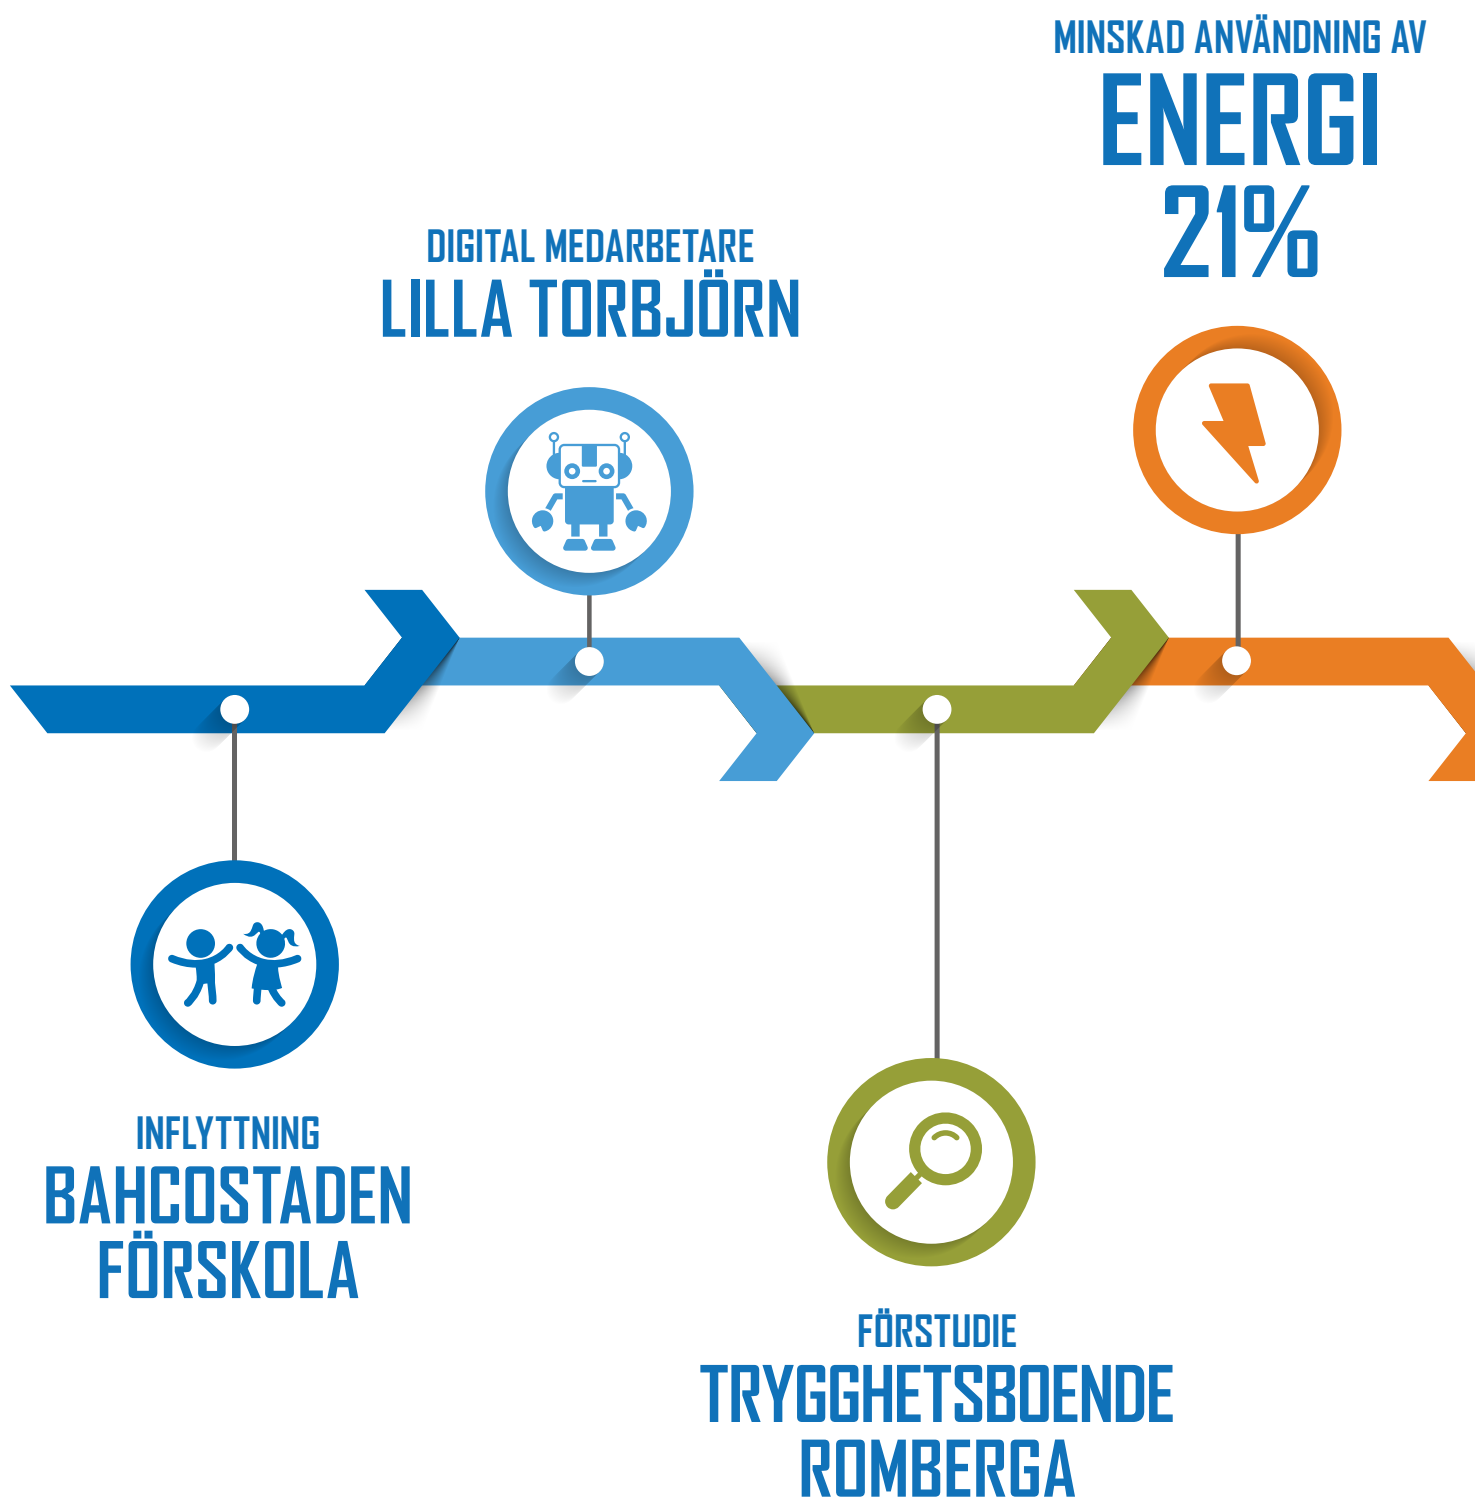 MINSKAD ANVÄNDNING AV
ENERGI
21%
DIGITAL MEDARBETARE
LILLA TORBJÖRN
INFLYTTNING
BAHCOSTADEN
FÖRSKOLA
FÖRSTUDIE
TRYGGHETSBOENDE
ROMBERGA